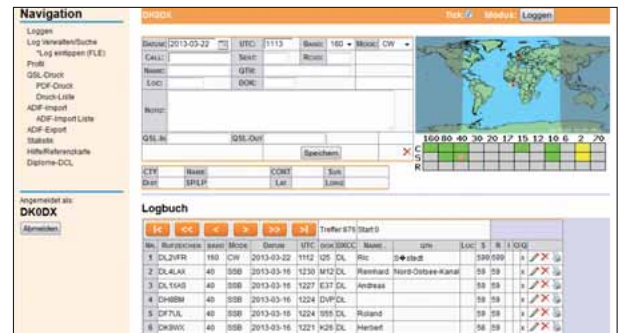 Navigation
Loggen
Log Verwalten/Suche
*Log eintippen (FLE)
Profil
QSL-Druck
PDF-Druck
Druck-Liste
ADIF-Import
ADIF-Import Liste
ADIF-Export
Statistik
Hilfe/Referenzkarte
Diplome-DCL
Angemeldet als:
DK0DX
Abmelden
DK0DX Modus: Loggen
Datum: 2013-03-22 UTC: 1113 Band: 160 Mode: CW
Call: Sent: Rcvd:
Name: QTH:
Loc: DOK:
Notiz:
QSL-In QSL-Out
Speichern
160 80 40 30 20 17 15 12 10 6 2 70
C
S
R
CTY Name: CONT Sun
Dist SP/LP Lat Long
Logbuch
|< << < > >> >| Treffer 876 Start 0
Nr. Rufzeichen Band Mode Datum UTC DOK DXCC Name QTH Loc S R
1 DL2VFR 160 CW 2013-03-22 1112 I25 DL Ric S�stedt 599 599 x
2 DL4LAX 40 SSB 2013-03-16 1230 M12 DL Reinhard Nord-Ostsee-Kanal 59 59 x
3 DL1XAS 40 SSB 2013-03-16 1227 E37 DL Andreas 59 59 x
4 DH8BM 40 SSB 2013-03-16 1224 DVP DL 59 59 x
5 DF7UL 40 SSB 2013-03-16 1224 S55 DL Roland 59 59 x
6 DK9WX 40 SSB 2013-03-16 1221 K26 DL Herbert 59 59 x